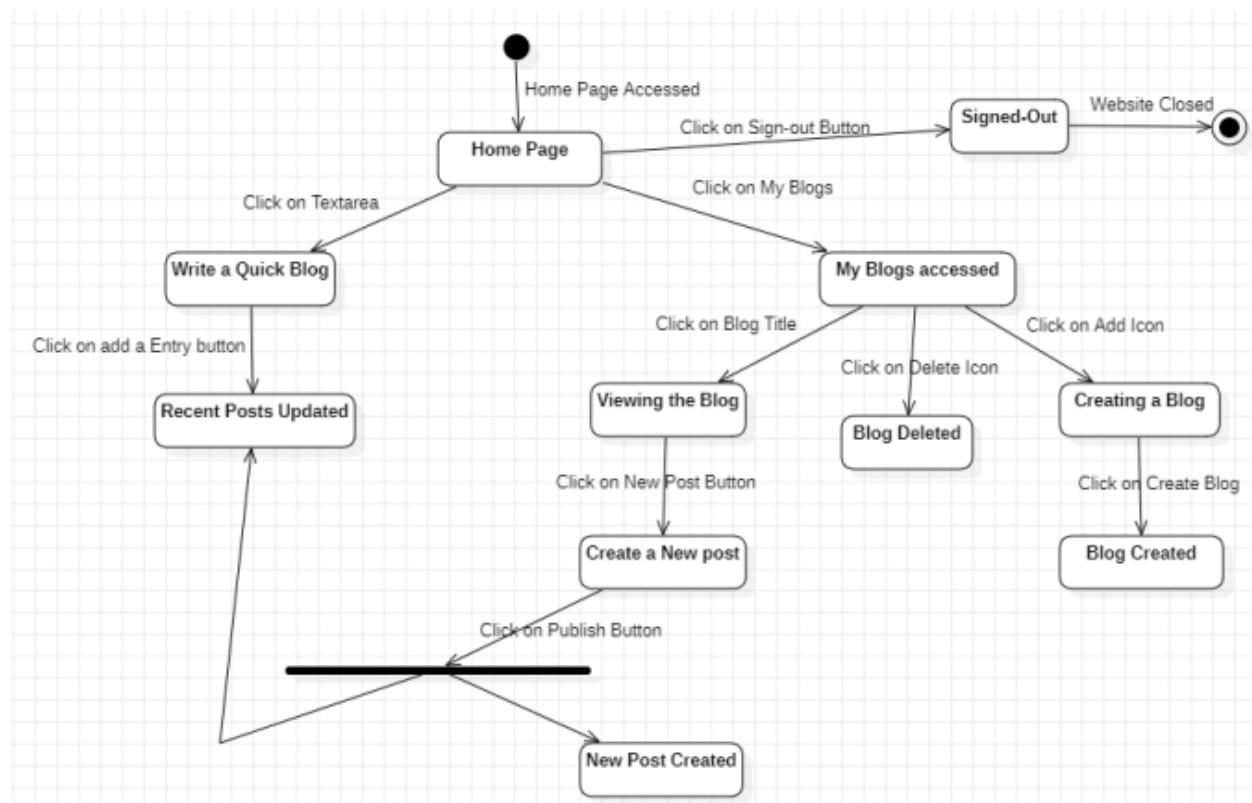 Home Page Accessed
Website Closed
Signed-Out
Click on Sign-out Button
Home Page
Click on My Blogs
Click on Textarea
Write a Quick Blog
My Blogs accessed
Click on Blog Title
Click on Add Icon
Click on add a Entry button
Click on Delete Icon
Viewing the Blog
Creating a Blog
Recent Posts Updated
Blog Deleted
Click on New Post Button
Click on Create Blog
Create a New post
Blog Created
Click on Publish Button
New Post Created